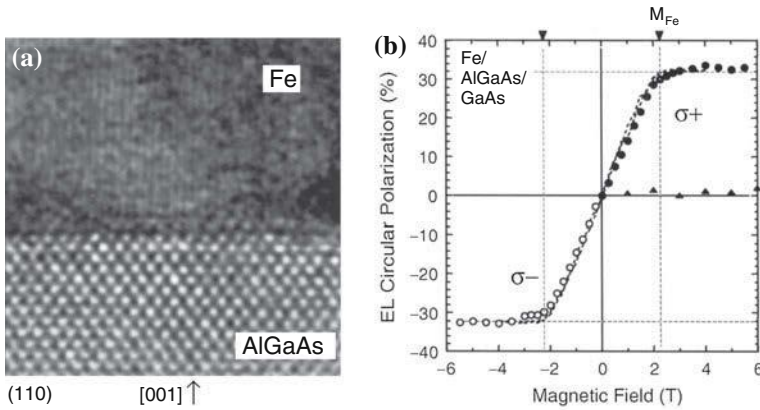 (a)
Fe
AlGaAs
(110)
[001] ↑
(b)
M_Fe
Fe/
AlGaAs/
GaAs
σ+
σ−
EL Circular Polarization (%)
40
30
20
10
0
−10
−20
−30
−40
−6
−4
−2
0
2
4
6
Magnetic Field (T)